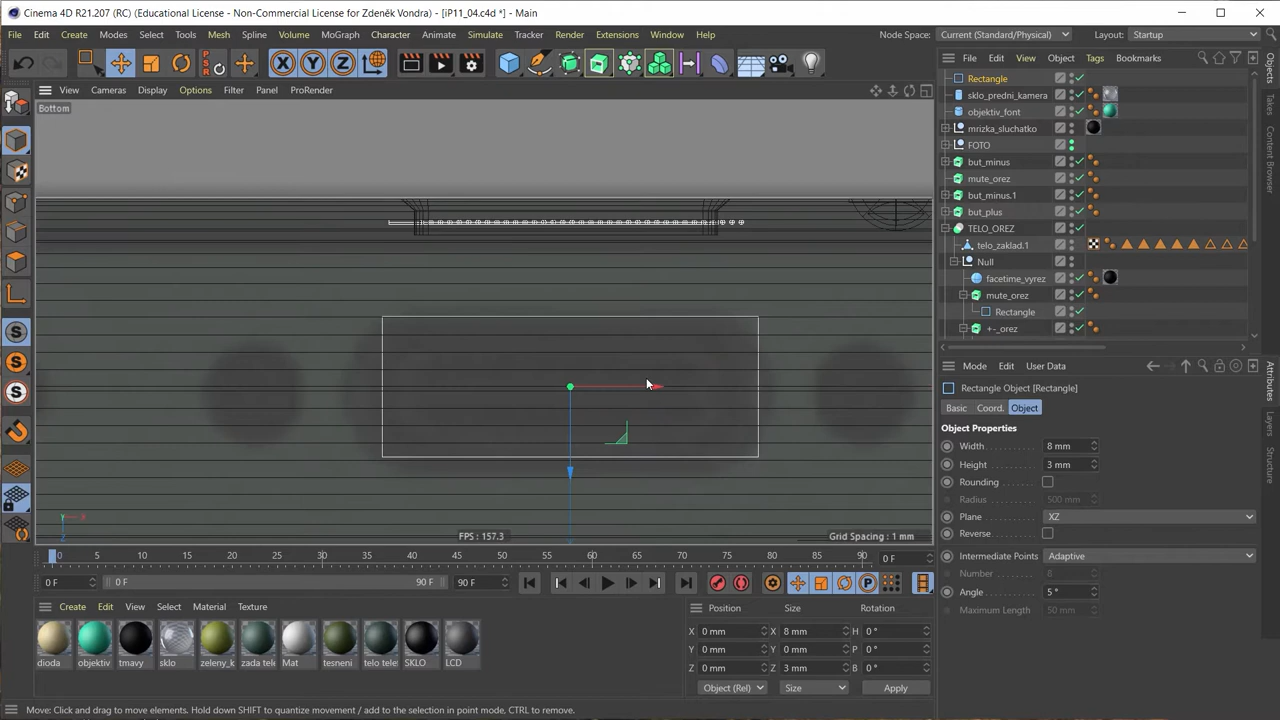 Cinema 4D R21.207 (RC) (Educational License - Non-Commercial License for Zdeněk Vondra) - [iP11_04.c4d *] - Main
File Edit Create Modes Select Tools Mesh Spline Volume MoGraph Character Animate Simulate Tracker Render Extensions Window Help Node Space: Current (Standard/Physical) Layout: Startup
PSR
0
X Y Z
File Edit View Object Tags Bookmarks
View Cameras Display Options Filter Panel ProRender
Bottom
Rectangle
sklo_predni_kamera
objektiv_font
mrizka_sluchatko
FOTO
but_minus
mute_orez
but_minus.1
but_plus
TELO_OREZ
telo_zaklad.1
Null
facetime_vyrez
mute_orez
Rectangle
+-_orez
Objects
Takes
Content Browser
Attributes
Layers
Structure
Mode Edit User Data
Rectangle Object [Rectangle]
Basic Coord. Object
Object Properties
Width 8 mm
Height 3 mm
Rounding
Radius 500 mm
Plane XZ
Reverse
Intermediate Points Adaptive
Number 8
Angle 5 °
Maximum Length 50 mm
Y X
Z
FPS : 157.3
Grid Spacing : 1 mm
0 5 10 15 20 25 30 35 40 45 50 55 60 65 70 75 80 85 90 0 F
0 F 0 F 90 F 90 F
P
Create Edit View Select Material Texture
dioda objektiv tmavy sklo zeleny_k zada tele Mat tesneni telo tele SKLO LCD
Position Size Rotation
X 0 mm X 8 mm H 0 °
Y 0 mm Y 0 mm P 0 °
Z 0 mm Z 3 mm B 0 °
Object (Rel) Size Apply
Move: Click and drag to move elements. Hold down SHIFT to quantize movement / add to the selection in point mode, CTRL to remove.